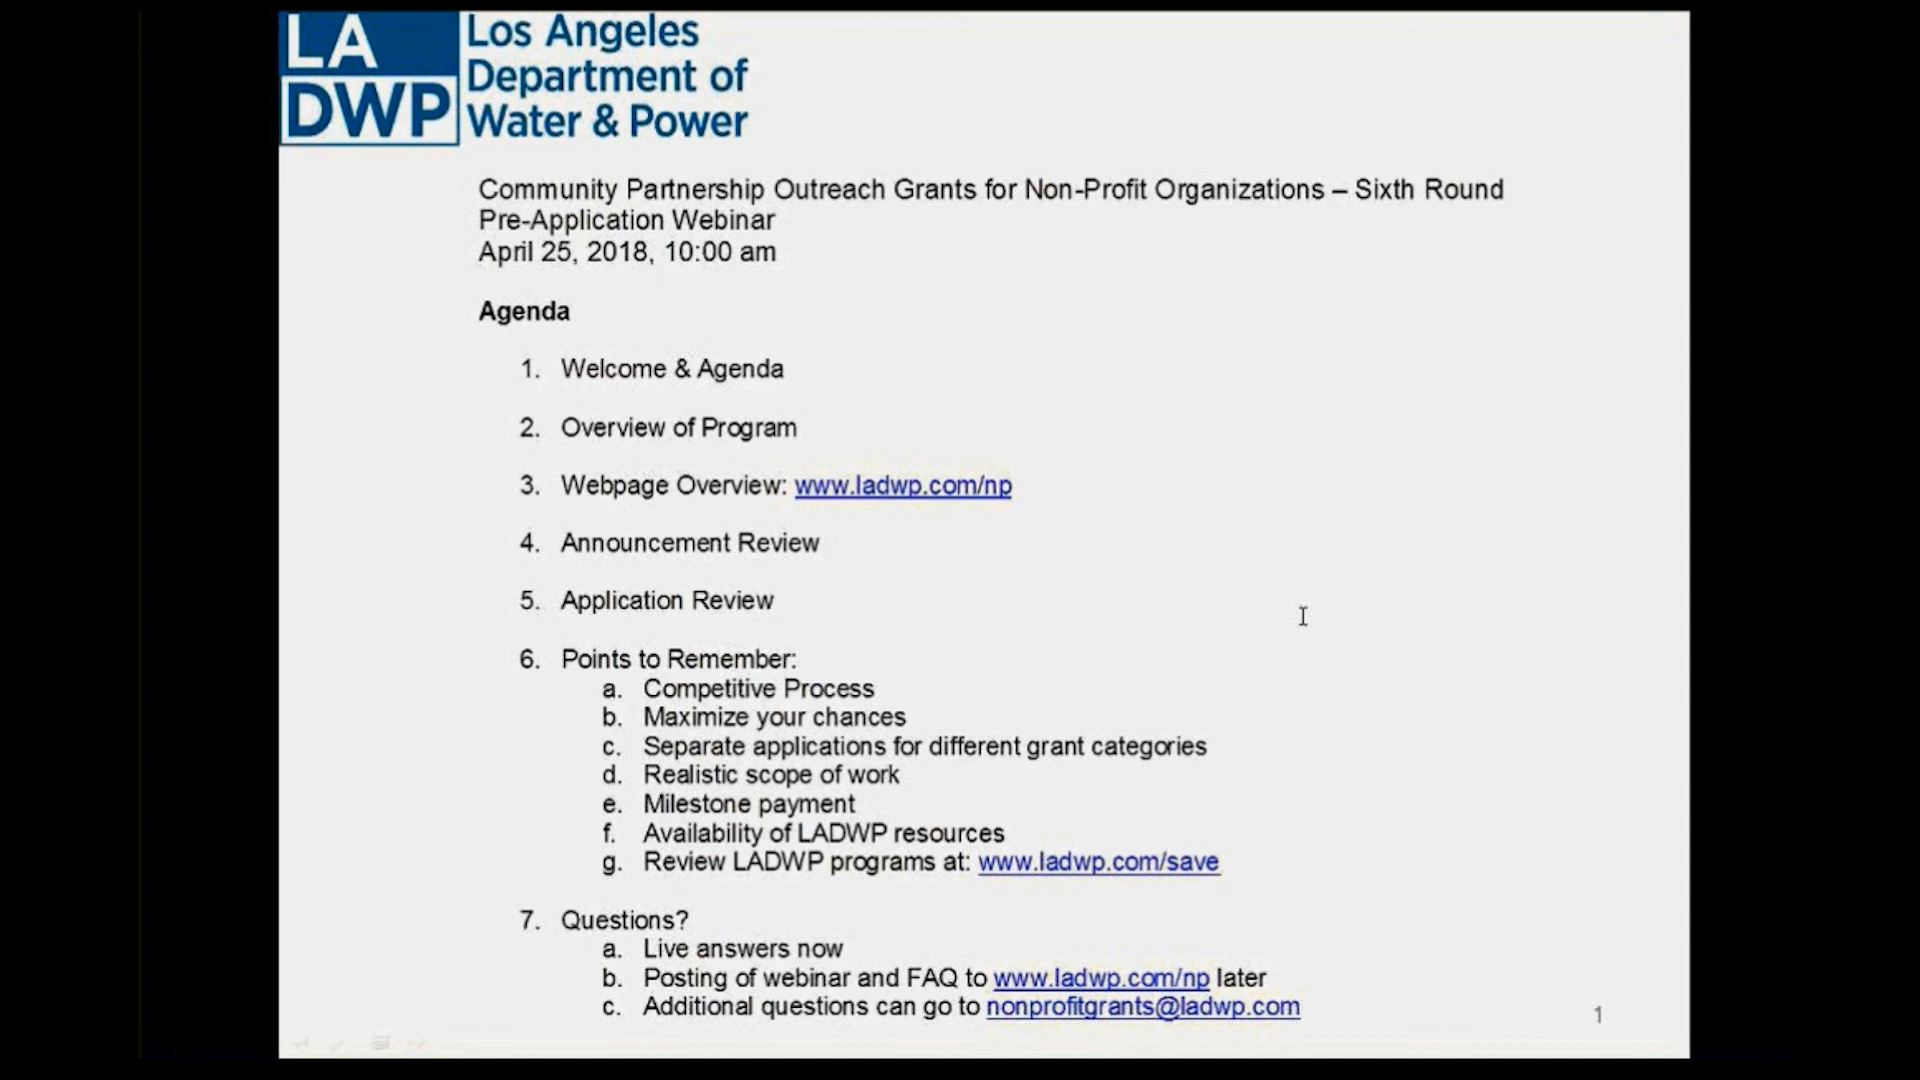 LA
DWP
Los Angeles
Department of
Water & Power
Community Partnership Outreach Grants for Non-Profit Organizations – Sixth Round
Pre-Application Webinar
April 25, 2018, 10:00 am
Agenda
1. Welcome & Agenda
2. Overview of Program
3. Webpage Overview: www.ladwp.com/np
4. Announcement Review
5. Application Review
6. Points to Remember:
a. Competitive Process
b. Maximize your chances
c. Separate applications for different grant categories
d. Realistic scope of work
e. Milestone payment
f. Availability of LADWP resources
g. Review LADWP programs at: www.ladwp.com/save
7. Questions?
a. Live answers now
b. Posting of webinar and FAQ to www.ladwp.com/np later
c. Additional questions can go to nonprofitgrants@ladwp.com
1